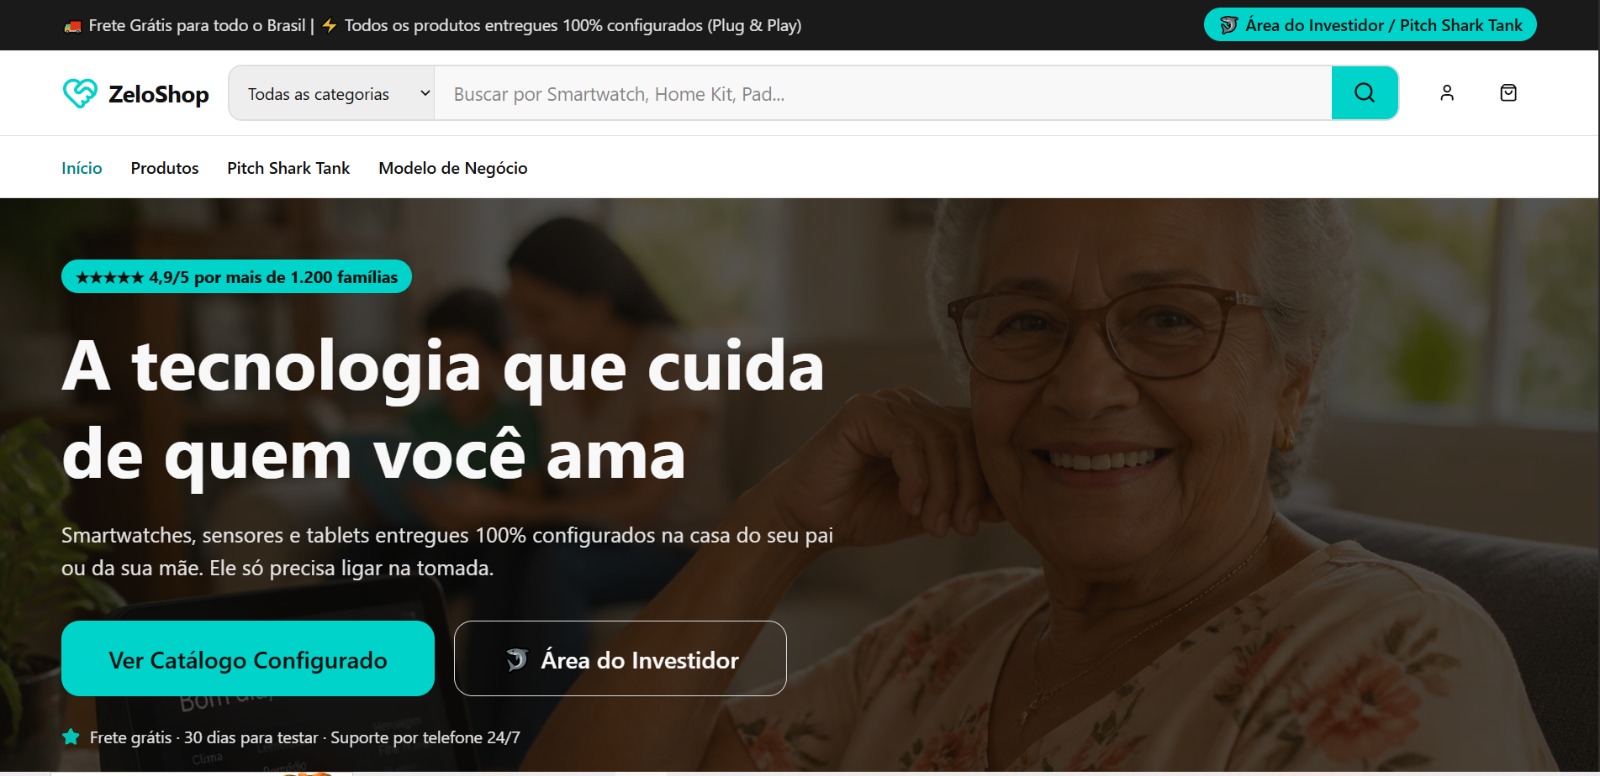 🚚 Frete Grátis para todo o Brasil | ⚡ Todos os produtos entregues 100% configurados (Plug & Play)
🦈 Área do Investidor / Pitch Shark Tank
ZeloShop
Todas as categorias
Buscar por Smartwatch, Home Kit, Pad...
Início
Produtos
Pitch Shark Tank
Modelo de Negócio
★★★★★ 4,9/5 por mais de 1.200 famílias
A tecnologia que cuida
de quem você ama
Smartwatches, sensores e tablets entregues 100% configurados na casa do seu pai
ou da sua mãe. Ele só precisa ligar na tomada.
Ver Catálogo Configurado
🦈 Área do Investidor
Bom dia,
Frete grátis · 30 dias para testar · Suporte por telefone 24/7
Clima